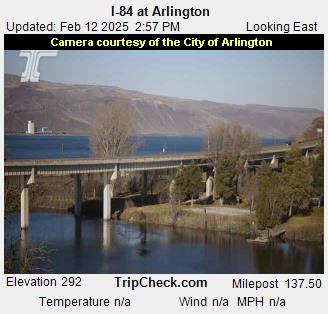 I-84 at Arlington
Updated: Feb 12 2025 2:57 PM Looking East
Camera courtesy of the City of Arlington
Elevation 292 TripCheck.com Milepost 137.50
Temperature n/a Wind n/a MPH n/a